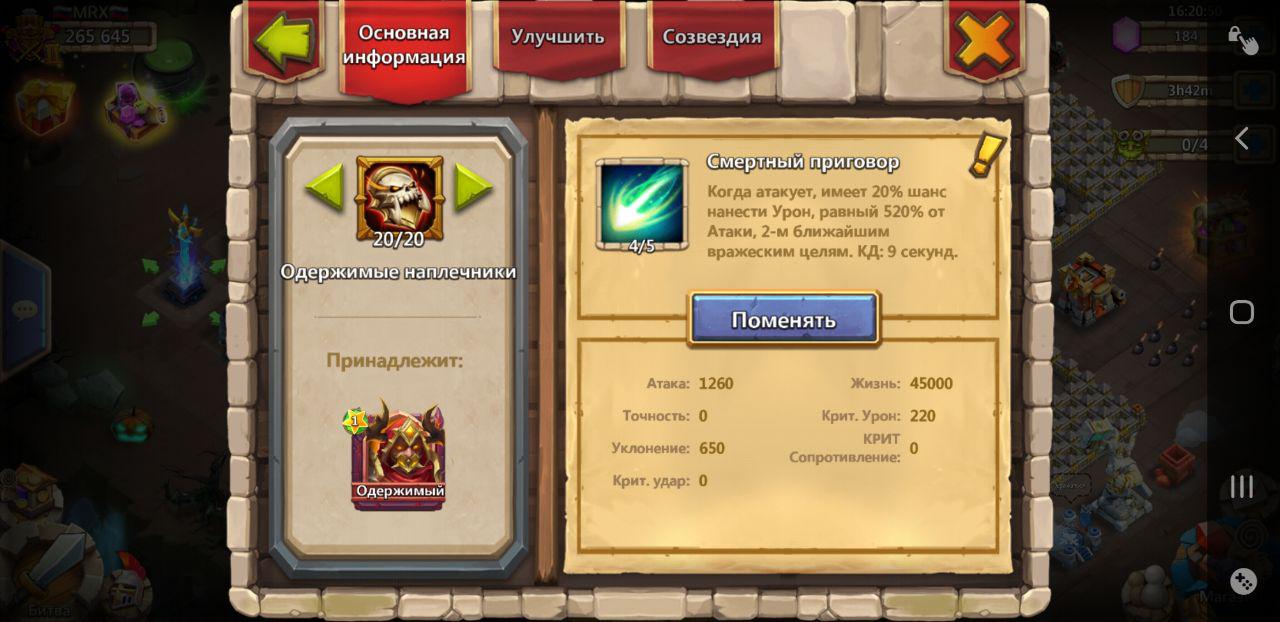 MRX
265 645
Основная
информация
Улучшить
Созвездия
16:20:50
184
3h42m
0/4
20/20
Одержимые наплечники
Принадлежит:
1
Одержимый
Смертный приговор
Когда атакует, имеет 20% шанс
нанести Урон, равный 520% от
Атаки, 2-м ближайшим
вражеским целям. КД: 9 секунд.
4/5
Поменять
Атака: 1260
Жизнь: 45000
Точность: 0
Крит. Урон: 220
Уклонение: 650
КРИТ
Сопротивление: 0
Крит. удар: 0
Битва